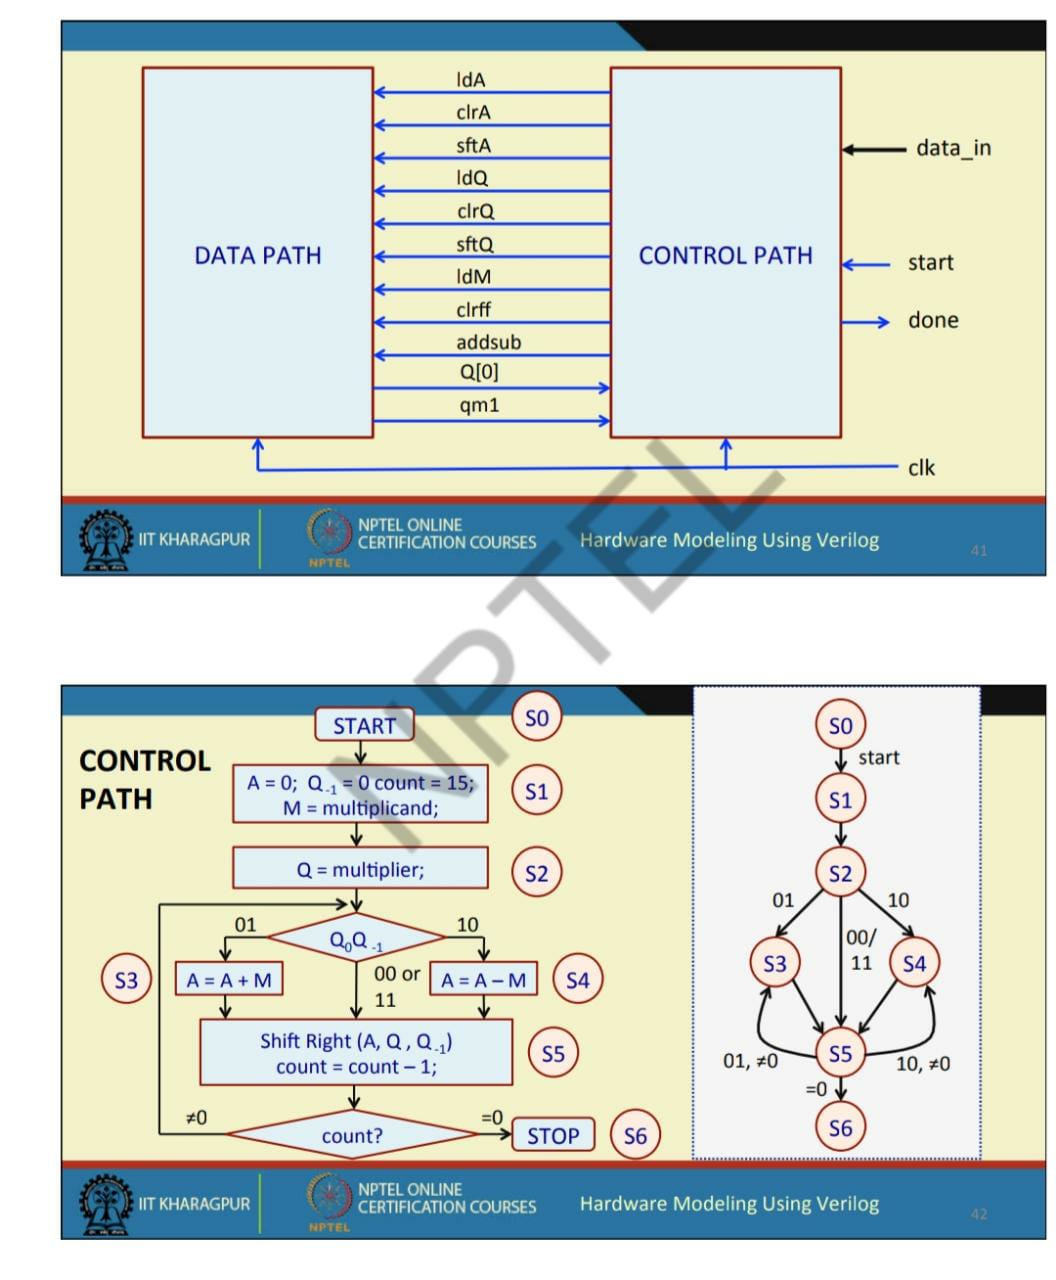 ldA
clrA
sftA
ldQ
clrQ
sftQ
ldM
clrff
addsub
Q[0]
qm1
DATA PATH
CONTROL PATH
data_in
start
done
clk
IIT KHARAGPUR
NPTEL
NPTEL ONLINE
CERTIFICATION COURSES
Hardware Modeling Using Verilog
41
NPTEL
CONTROL
PATH
START
S0
A = 0; Q-1 = 0 count = 15;
M = multiplicand;
S1
Q = multiplier;
S2
01
Q0Q-1
10
S3
A = A + M
00 or
11
A = A – M
S4
Shift Right (A, Q , Q-1)
count = count – 1;
S5
≠0
count?
=0
STOP
S6
S0
start
S1
S2
01
10
00/
11
S3
S4
S5
01, ≠0
10, ≠0
=0
S6
IIT KHARAGPUR
NPTEL
NPTEL ONLINE
CERTIFICATION COURSES
Hardware Modeling Using Verilog
42